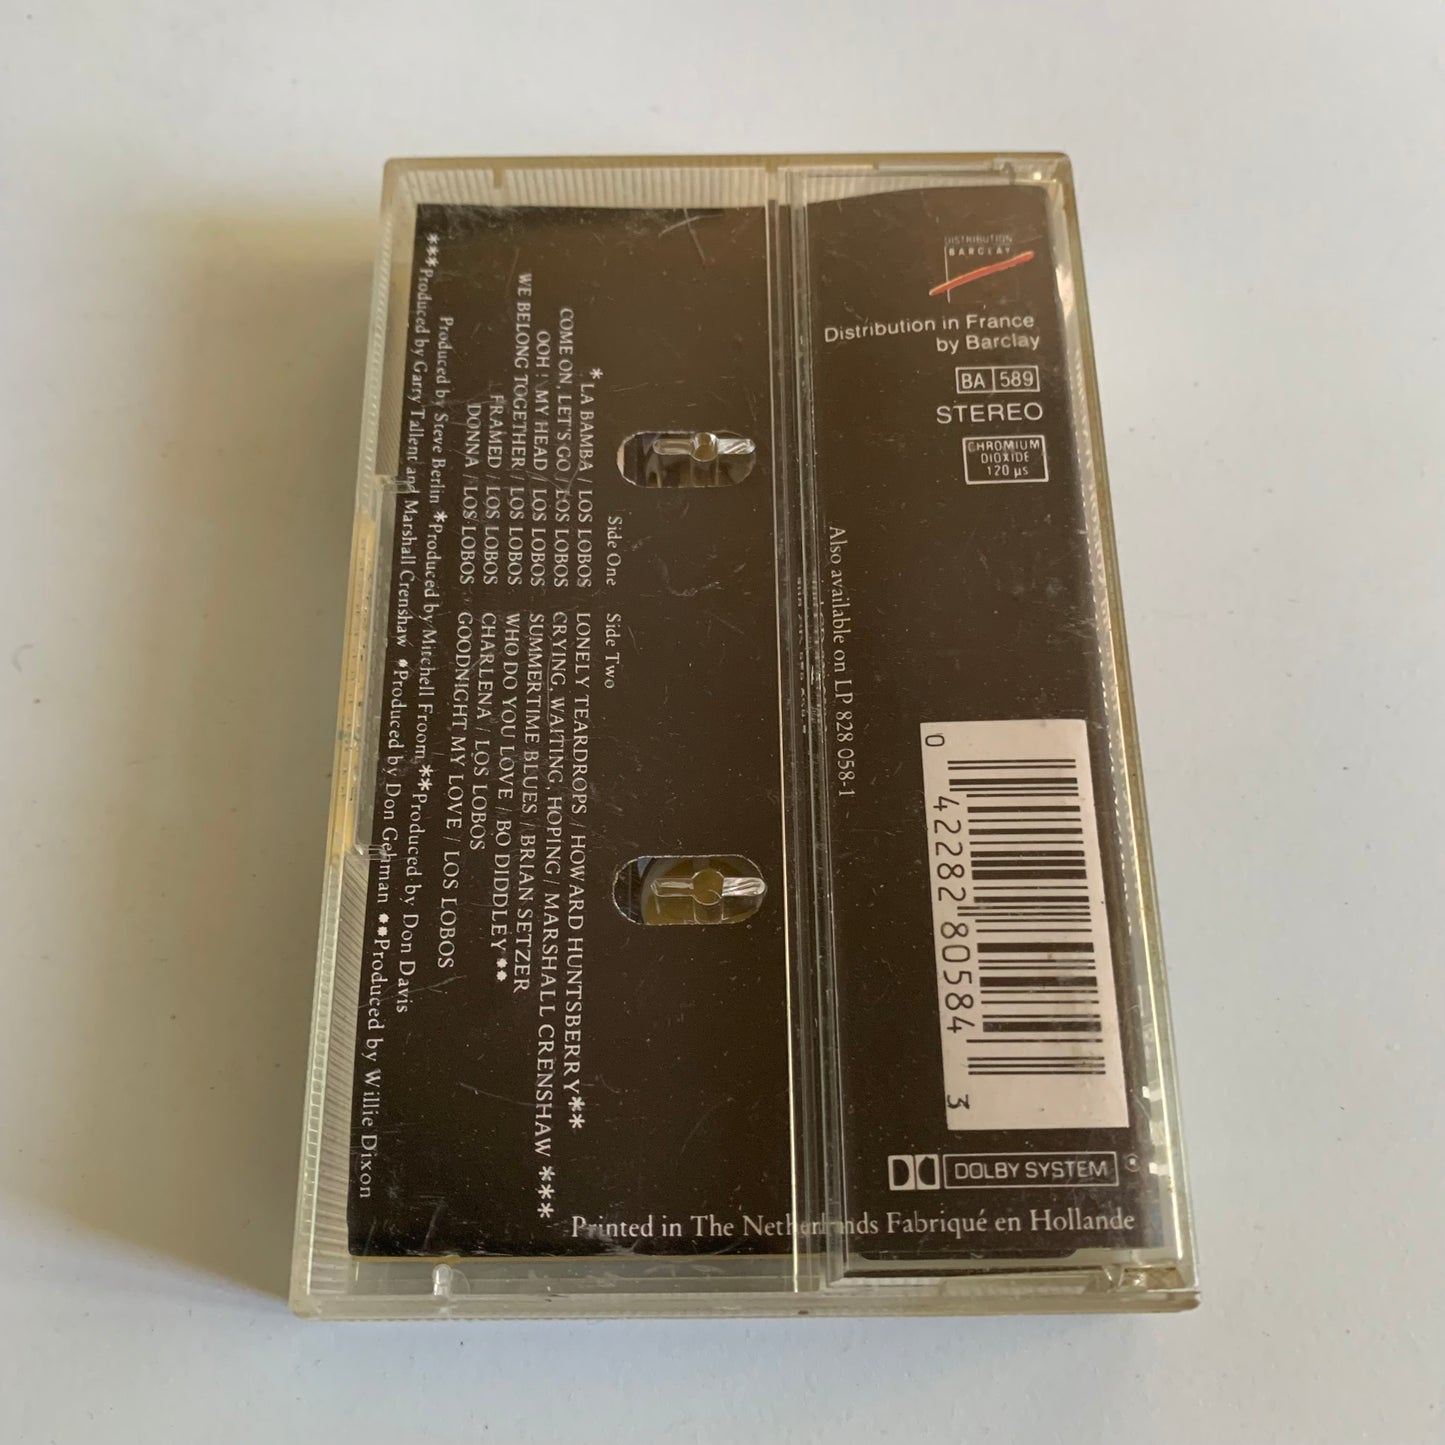 DISTRIBUTION
BARCLAY
Distribution in France
by Barclay
BA 589
STEREO
CHROMIUM
DIOXIDE
120 µs
Also available on LP 828 058-1
0 42282 80584 3
DOLBY SYSTEM
Printed in The Netherlands Fabriqué en Hollande
Side One
*LA BAMBA / LOS LOBOS
COME ON, LET'S GO / LOS LOBOS
OOH ! MY HEAD / LOS LOBOS
WE BELONG TOGETHER / LOS LOBOS
FRAMED / LOS LOBOS
DONNA / LOS LOBOS
Side Two
LONELY TEARDROPS / HOWARD HUNTSBERRY**
CRYING, WAITING, HOPING / MARSHALL CRENSHAW ***
SUMMERTIME BLUES / BRIAN SETZER
WHO DO YOU LOVE / BO DIDDLEY**
CHARLENA / LOS LOBOS
GOODNIGHT MY LOVE / LOS LOBOS
Produced by Steve Berlin *Produced by Mitchell Froom **Produced by Don Davis
***Produced by Garry Tallent and Marshall Crenshaw *Produced by Don Gehman **Produced by Willie Dixon